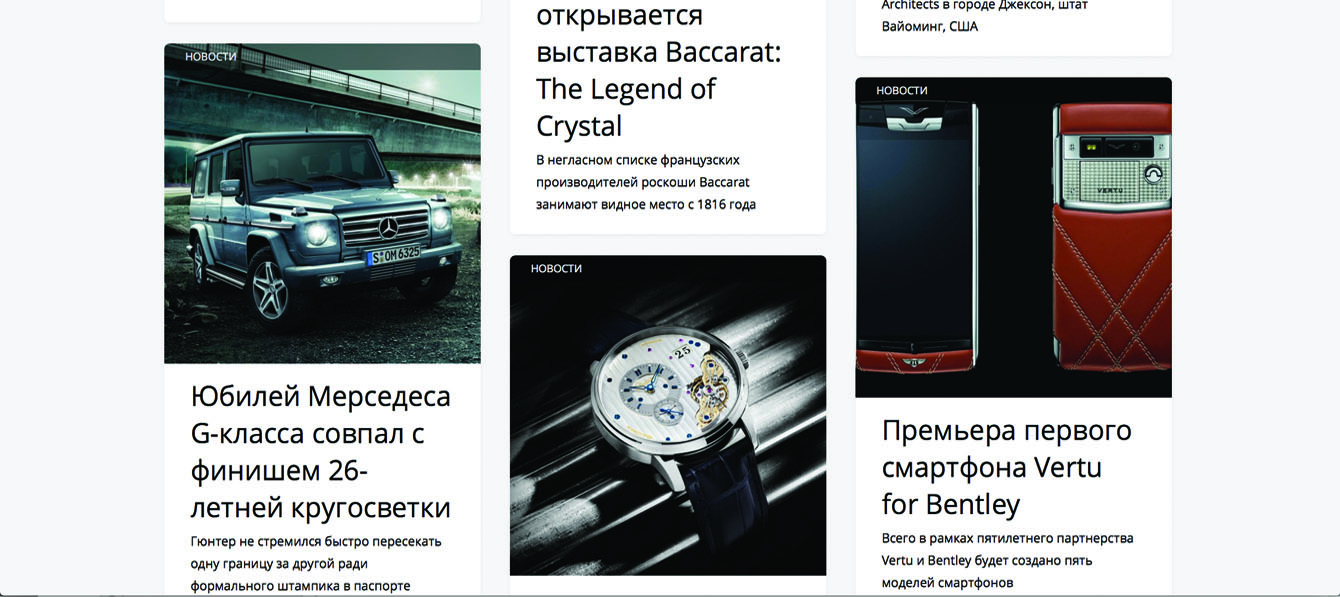 НОВОСТИ
S OM 6325
Юбилей Мерседеса
G-класса совпал с
финишем 26-
летней кругосветки
Гюнтер не стремился быстро пересекать
одну границу за другой ради
формального штампика в паспорте
открывается
выставка Baccarat:
The Legend of
Crystal
В негласном списке французских
производителей роскоши Baccarat
занимают видное место с 1816 года
НОВОСТИ
25
Architects в городе Джексон, штат
Вайоминг, США
НОВОСТИ
VERTU
Премьера первого
смартфона Vertu
for Bentley
Всего в рамках пятилетнего партнерства
Vertu и Bentley будет создано пять
моделей смартфонов